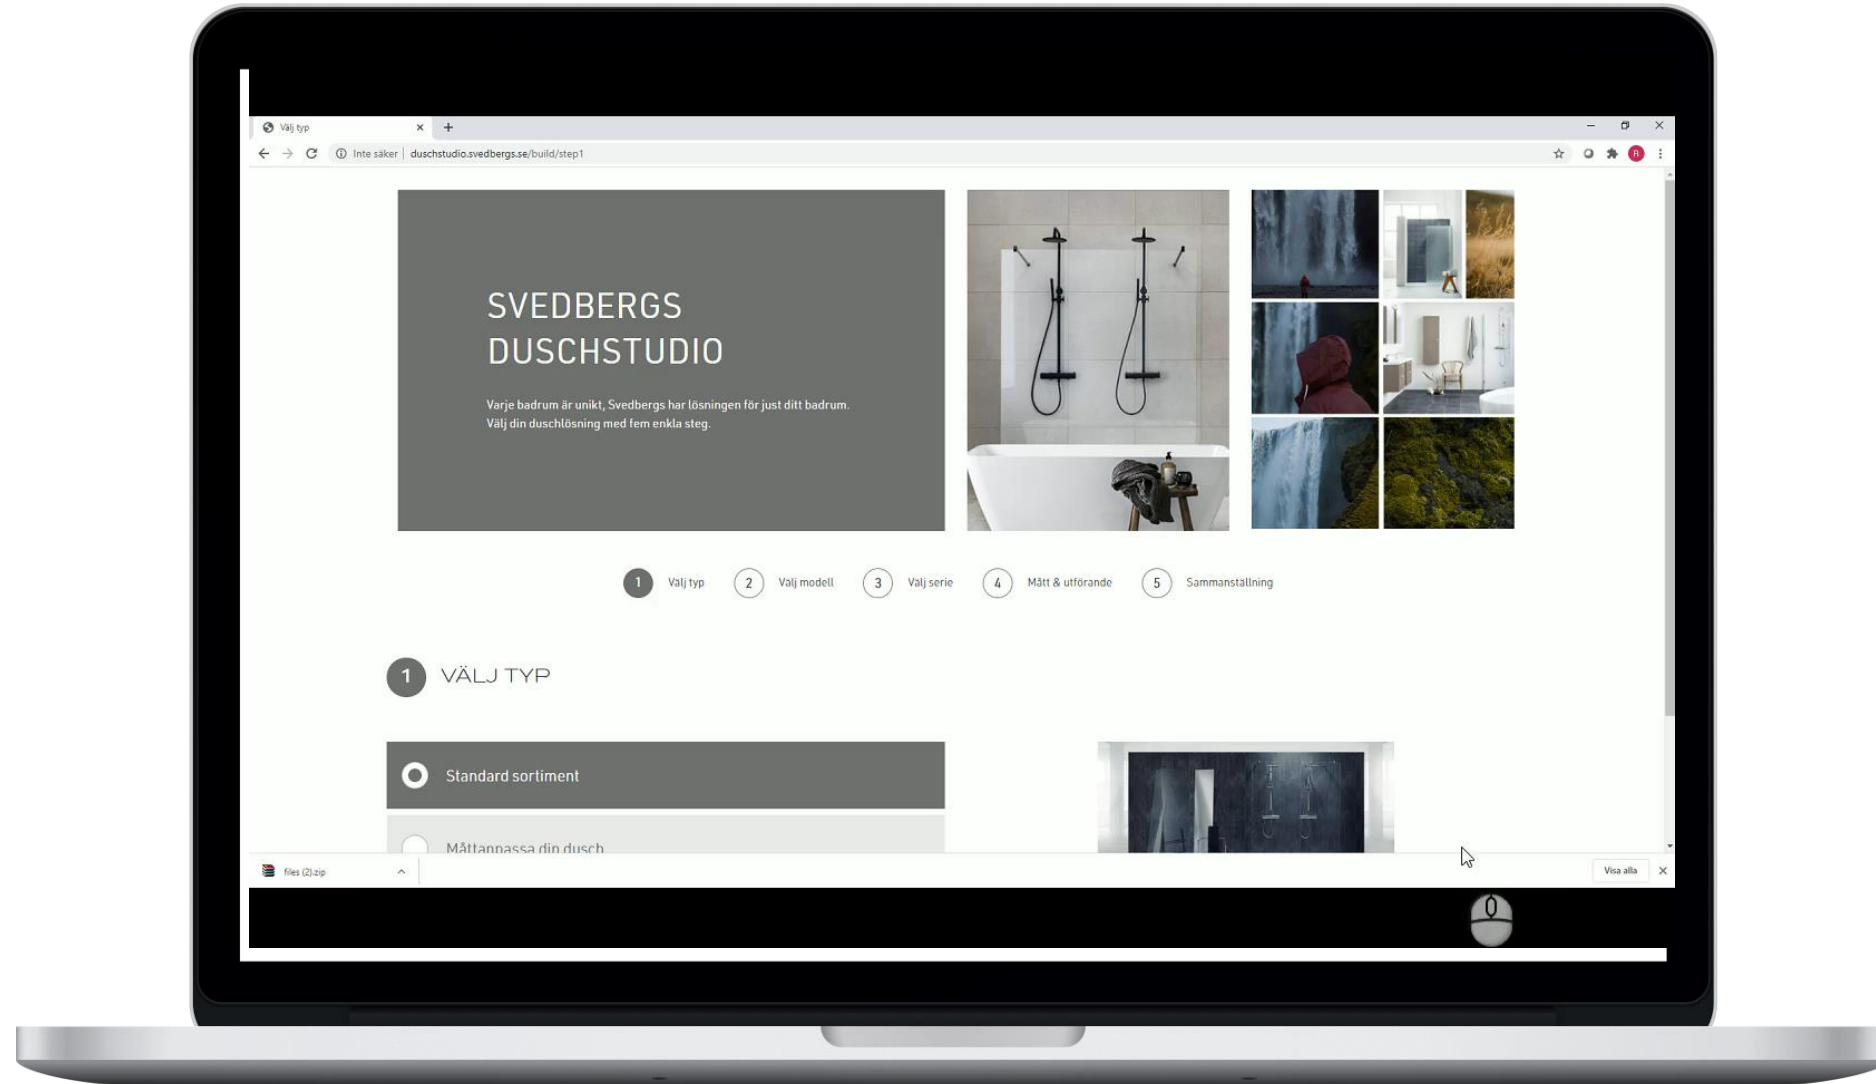 Välj typ
Inte säker | duschstudio.svedbergs.se/build/step1
R
SVEDBERGS
DUSCHSTUDIO
Varje badrum är unikt, Svedbergs har lösningen för just ditt badrum.
Välj din duschlösning med fem enkla steg.
1 Välj typ 2 Välj modell 3 Välj serie 4 Mått & utförande 5 Sammanställning
1 VÄLJ TYP
Standard sortiment
Måttanpassa din dusch
files (2).zip
Visa alla